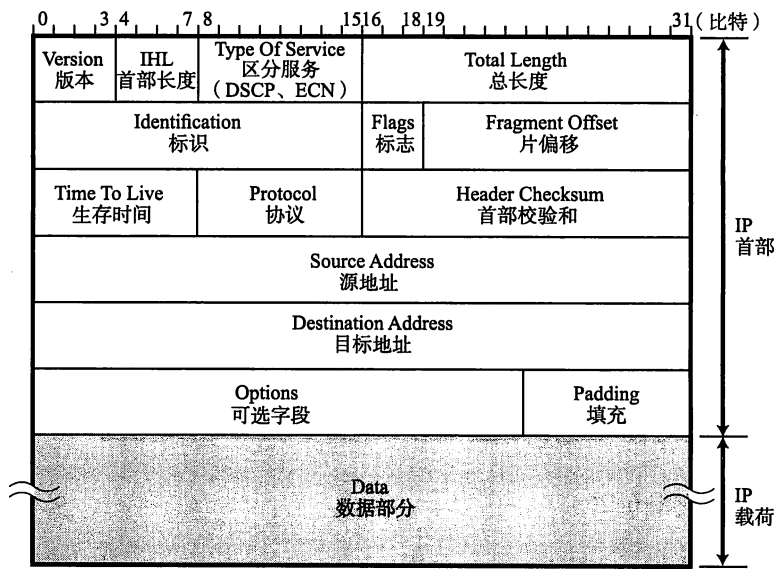 0 3 4 7 8 1516 1819 31(比特)
Version
版本
IHL
首部长度
Type Of Service
区分服务
(DSCP、ECN)
Total Length
总长度
Identification
标识
Flags
标志
Fragment Offset
片偏移
Time To Live
生存时间
Protocol
协议
Header Checksum
首部校验和
IP
首部
Source Address
源地址
Destination Address
目标地址
Options
可选字段
Padding
填充
Data
数据部分
IP
载荷